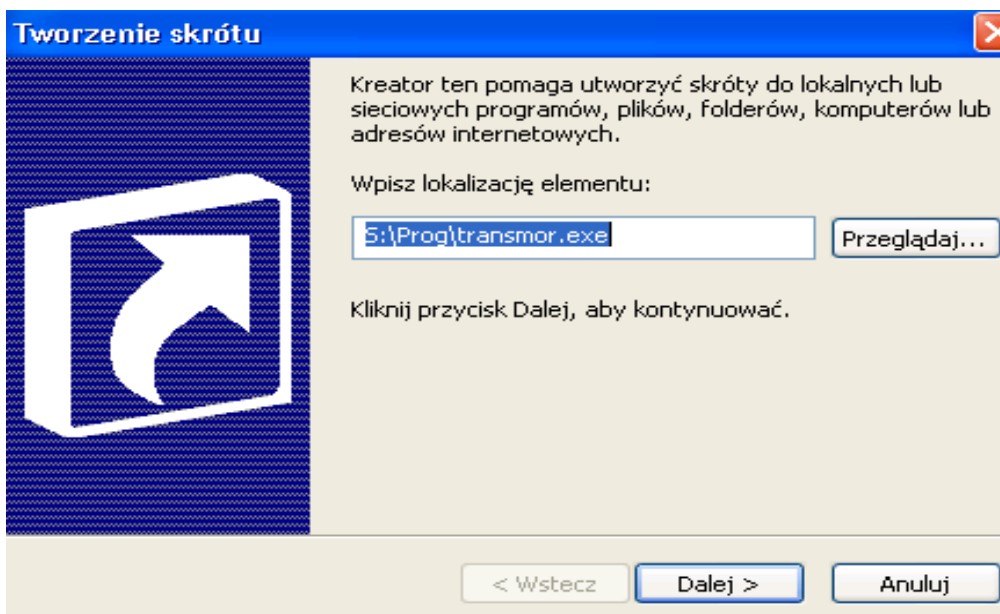 Tworzenie skrótu
Kreator ten pomaga utworzyć skróty do lokalnych lub
sieciowych programów, plików, folderów, komputerów lub
adresów internetowych.
Wpisz lokalizację elementu:
S:\Prog\transmor.exe
Przeglądaj...
Kliknij przycisk Dalej, aby kontynuować.
< Wstecz
Dalej >
Anuluj